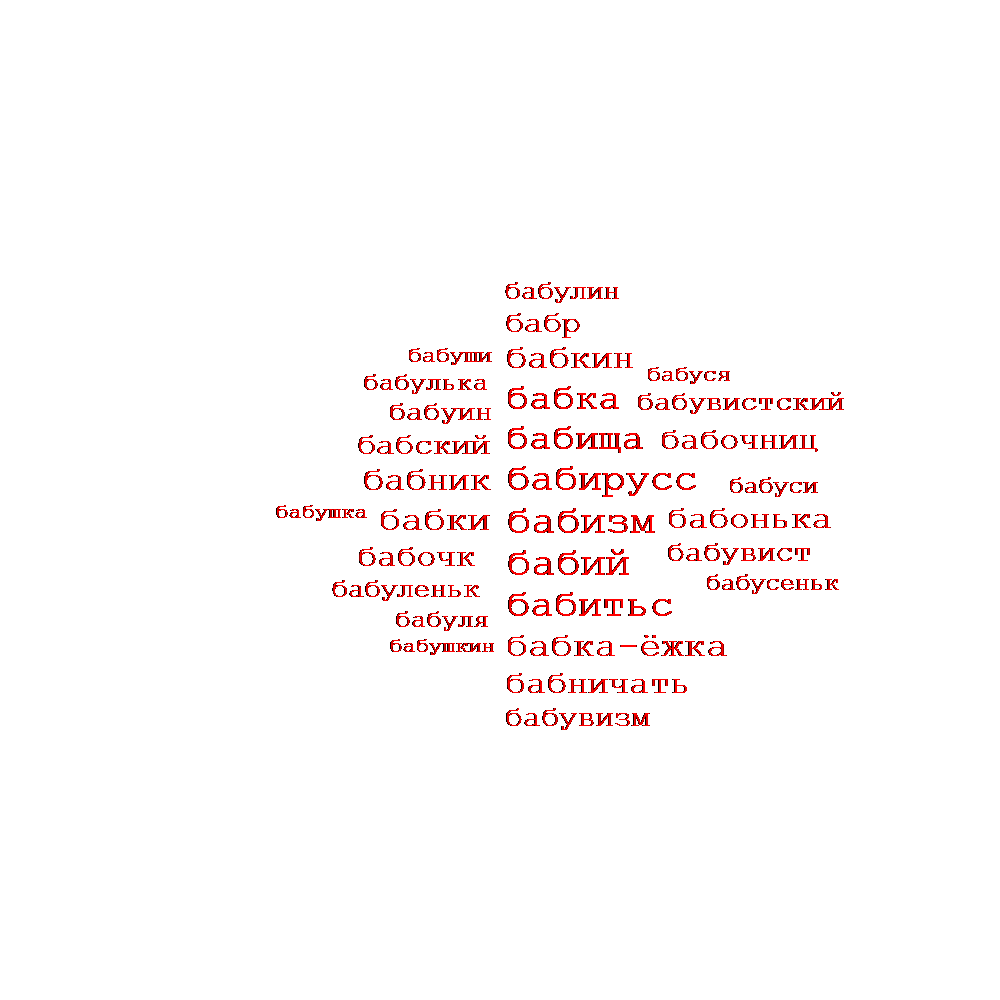 бабулин
бабр
бабуши бабкин
бабуся
бабулька
бабка бабувистский
бабуин
бабский бабища бабочниц
бабник бабирусс бабуси
бабушка бабки бабизм бабонька
бабочк бабий бабувист
бабуленьк бабусеньк
бабуля бабитьс
бабушкин бабка-ёжка
бабничать
бабувизм